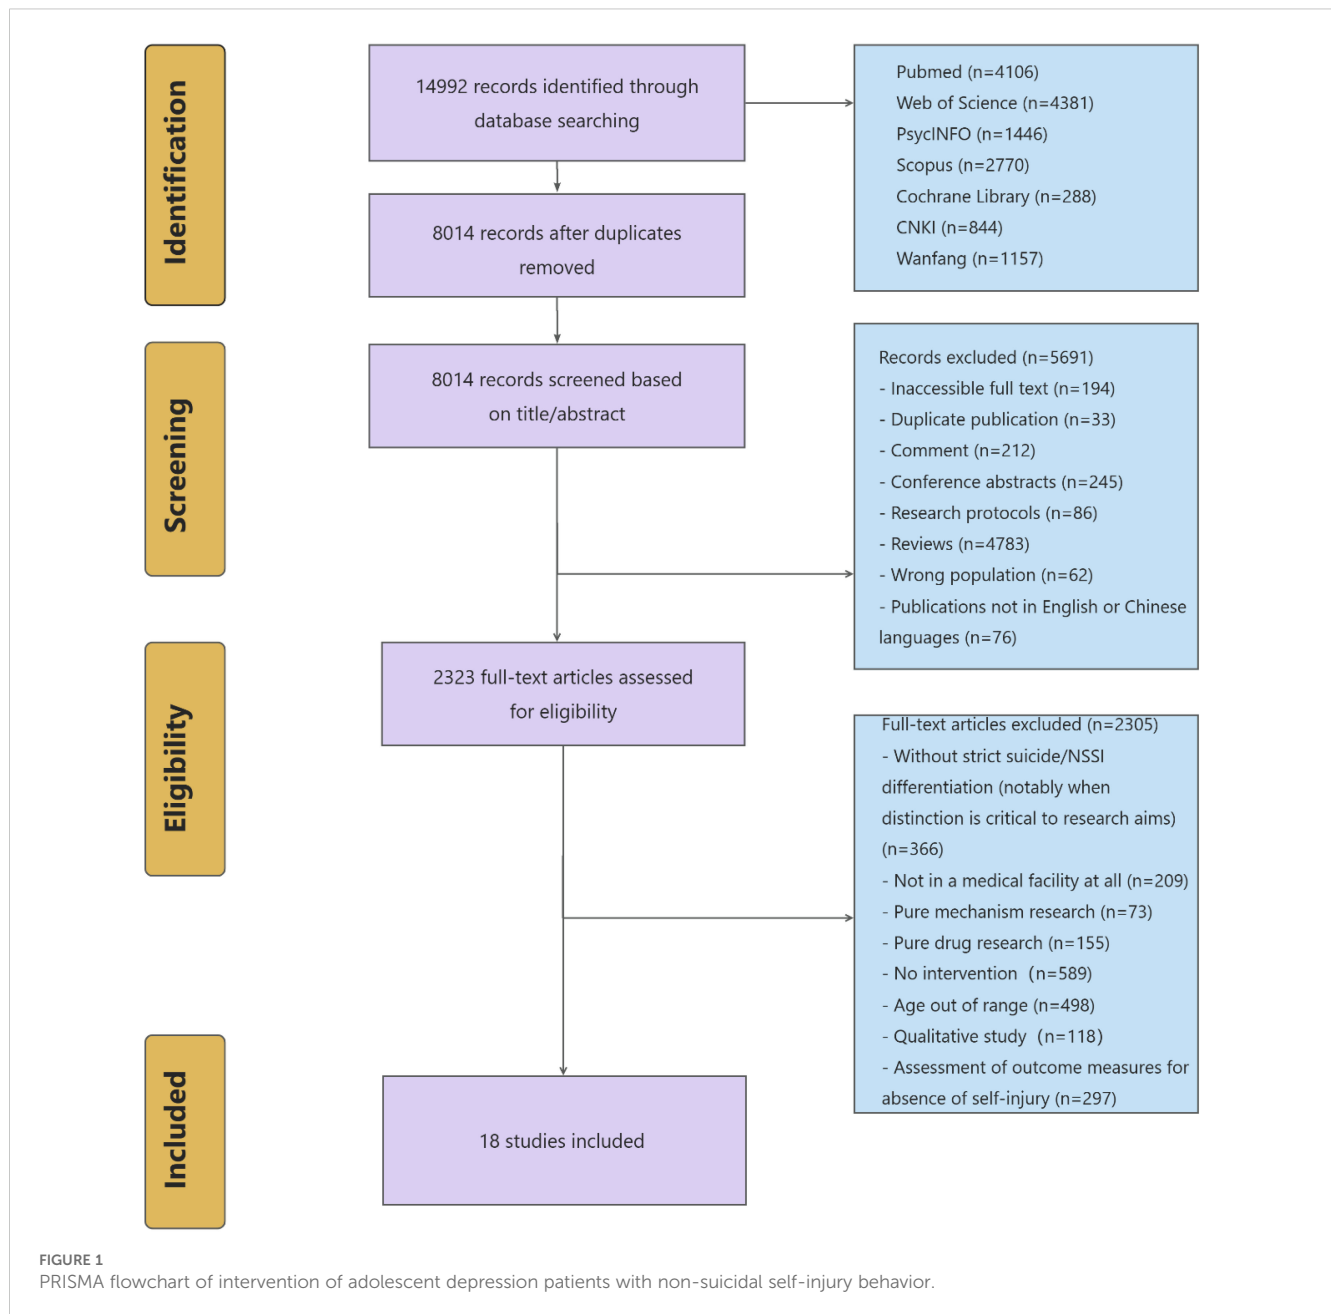 Identification
14992 records identified through
database searching
Pubmed (n=4106)
Web of Science (n=4381)
PsycINFO (n=1446)
Scopus (n=2770)
Cochrane Library (n=288)
CNKI (n=844)
Wanfang (n=1157)
8014 records after duplicates
removed
Screening
8014 records screened based
on title/abstract
Records excluded (n=5691)
- Inaccessible full text (n=194)
- Duplicate publication (n=33)
- Comment (n=212)
- Conference abstracts (n=245)
- Research protocols (n=86)
- Reviews (n=4783)
- Wrong population (n=62)
- Publications not in English or Chinese
languages (n=76)
Eligibility
2323 full-text articles assessed
for eligibility
Full-text articles excluded (n=2305)
- Without strict suicide/NSSI
differentiation (notably when
distinction is critical to research aims)
(n=366)
- Not in a medical facility at all (n=209)
- Pure mechanism research (n=73)
- Pure drug research (n=155)
- No intervention（n=589)
- Age out of range (n=498)
- Qualitative study（n=118）
- Assessment of outcome measures for
absence of self-injury (n=297)
Included
18 studies included
FIGURE 1
PRISMA flowchart of intervention of adolescent depression patients with non-suicidal self-injury behavior.